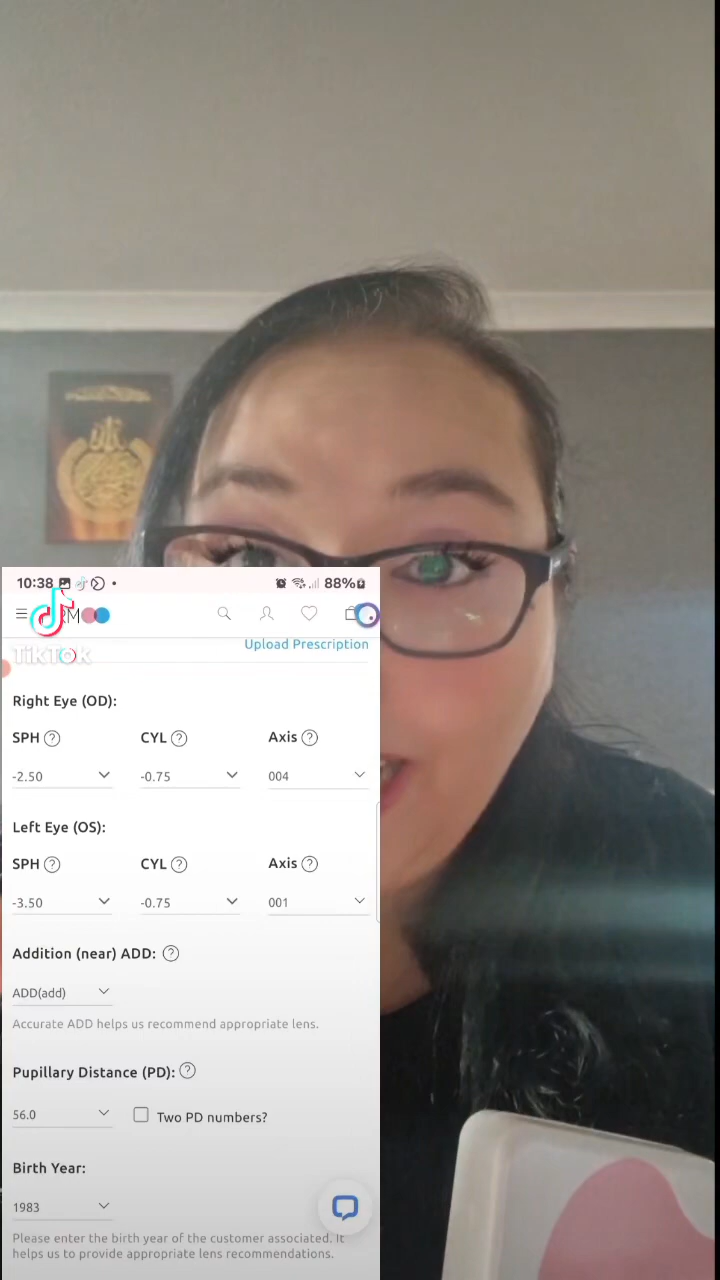 10:38
88%
RM
TikTok
Upload Prescription
Right Eye (OD):
SPH ? CYL ? Axis ?
-2.50 -0.75 004
Left Eye (OS):
SPH ? CYL ? Axis ?
-3.50 -0.75 001
Addition (near) ADD: ?
ADD(add)
Accurate ADD helps us recommend appropriate lens.
Pupillary Distance (PD): ?
56.0 Two PD numbers?
Birth Year:
1983
Please enter the birth year of the customer associated. It
helps us to provide appropriate lens recommendations.